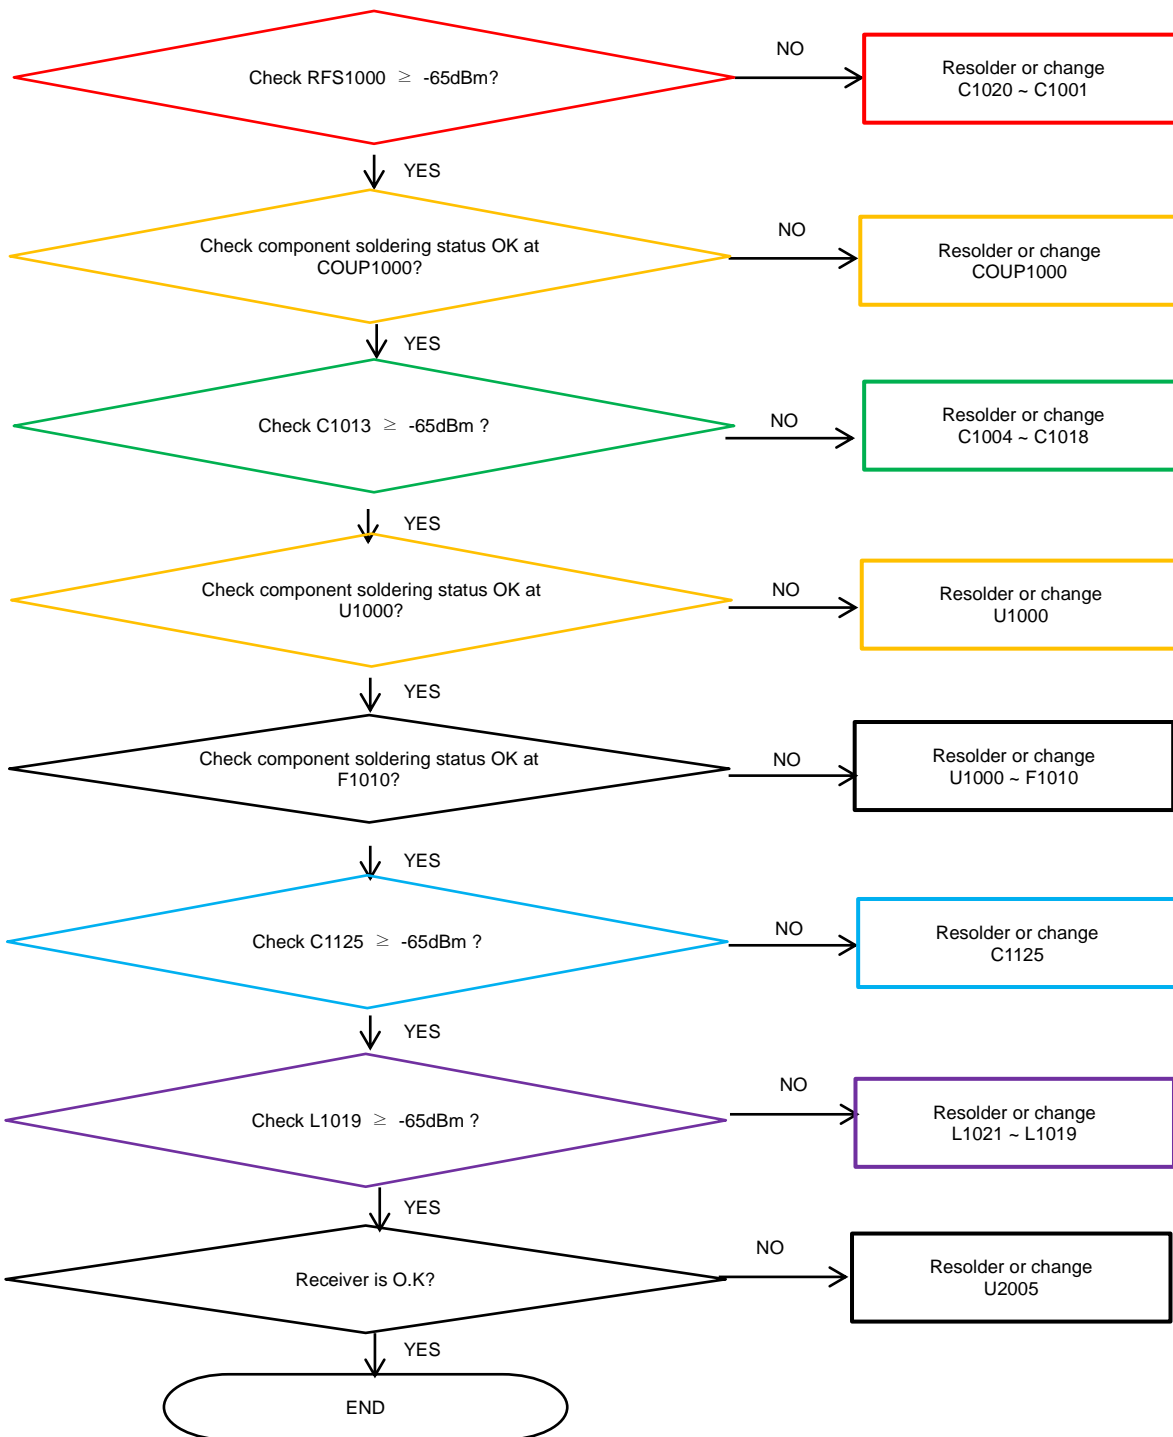 Check RFS1000 ≥ -65dBm?
NO
Resolder or change
C1020 ~ C1001
YES
Check component soldering status OK at
COUP1000?
NO
Resolder or change
COUP1000
YES
Check C1013 ≥ -65dBm ?
NO
Resolder or change
C1004 ~ C1018
YES
Check component soldering status OK at
U1000?
NO
Resolder or change
U1000
YES
Check component soldering status OK at
F1010?
NO
Resolder or change
U1000 ~ F1010
YES
Check C1125 ≥ -65dBm ?
NO
Resolder or change
C1125
YES
Check L1019 ≥ -65dBm ?
NO
Resolder or change
L1021 ~ L1019
YES
Receiver is O.K?
NO
Resolder or change
U2005
YES
END